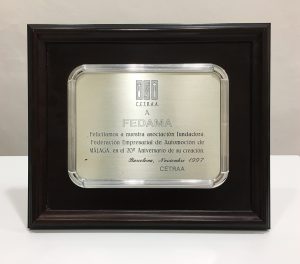 CETRAA
A
FEDAMA
Felicitamos a nuestra asociación fundadora,
Federación Empresarial de Automoción de
MÁLAGA, en el 20º Aniversario de su creación.
Barcelona, Noviembre 1997
CETRAA